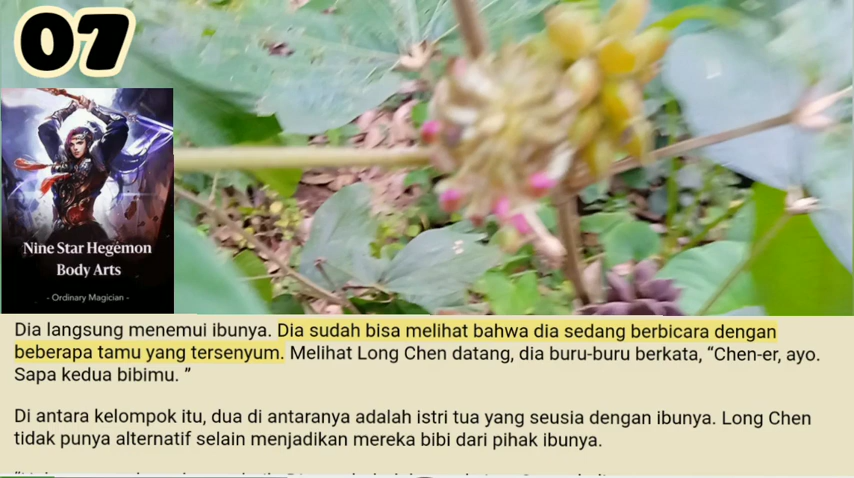 07
Nine Star Hegemon
Body Arts
- Ordinary Magician -
Dia langsung menemui ibunya. Dia sudah bisa melihat bahwa dia sedang berbicara dengan
beberapa tamu yang tersenyum. Melihat Long Chen datang, dia buru-buru berkata, “Chen-er, ayo.
Sapa kedua bibimu. ”
Di antara kelompok itu, dua di antaranya adalah istri tua yang seusia dengan ibunya. Long Chen
tidak punya alternatif selain menjadikan mereka bibi dari pihak ibunya.